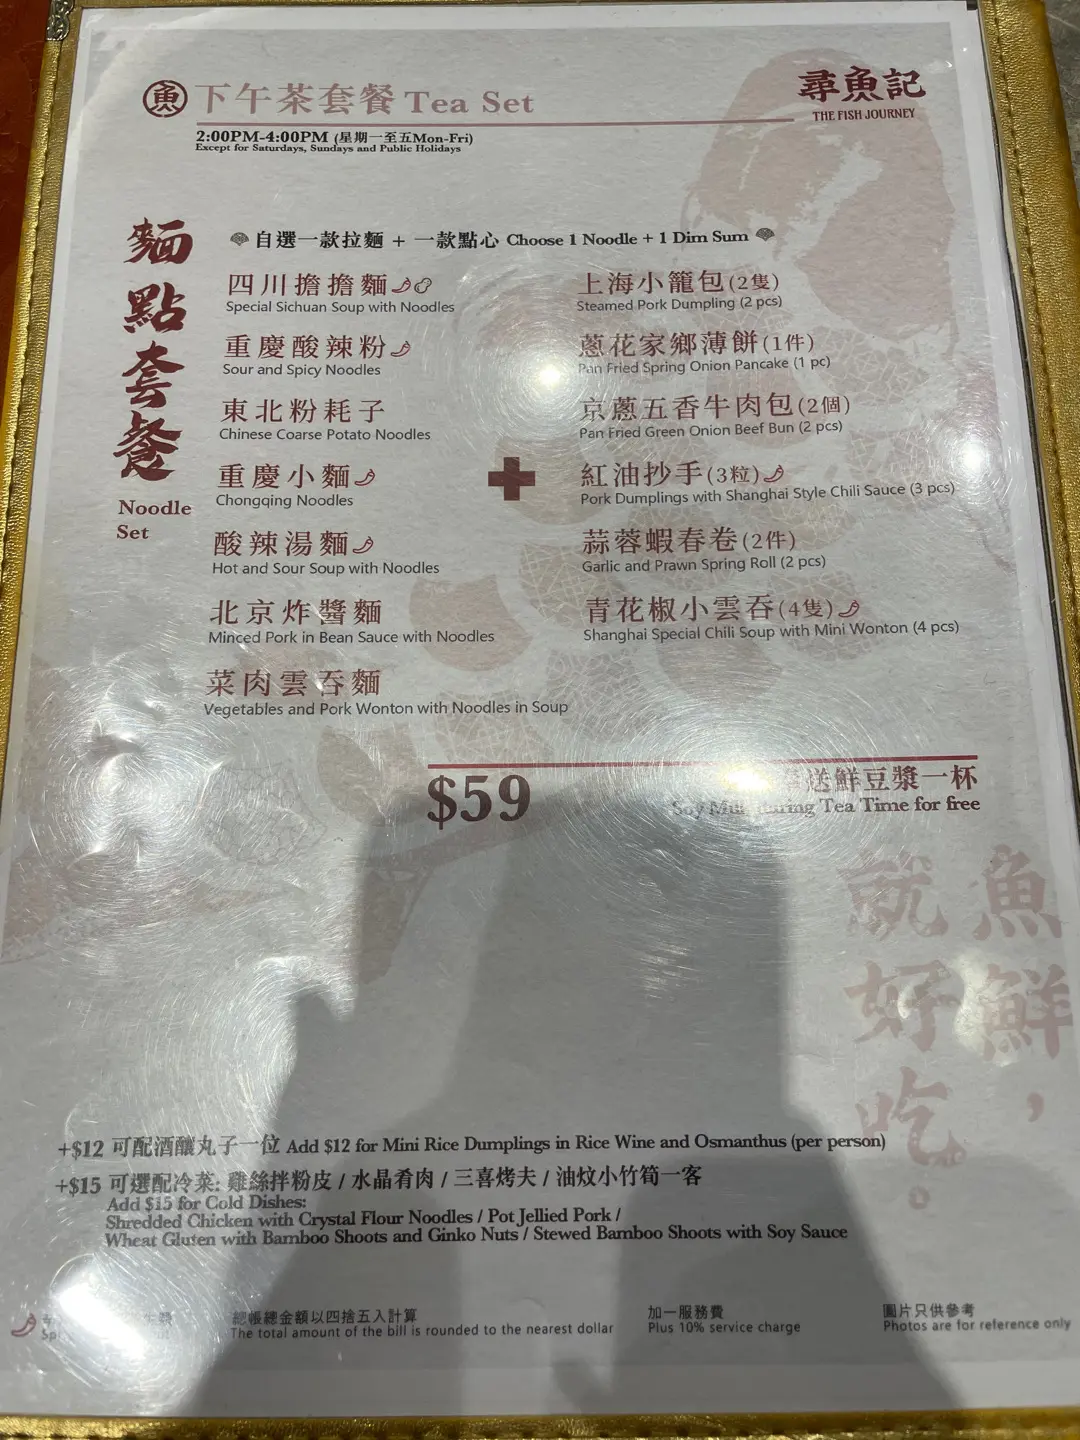 魚 下午茶套餐 Tea Set
尋魚記
THE FISH JOURNEY
2:00PM-4:00PM (星期一至五Mon-Fri)
Except for Saturdays, Sundays and Public Holidays
麵點套餐
Noodle
Set
自選一款拉麵 + 一款點心 Choose 1 Noodle + 1 Dim Sum
四川擔擔麵
Special Sichuan Soup with Noodles
重慶酸辣粉
Sour and Spicy Noodles
東北粉耗子
Chinese Coarse Potato Noodles
重慶小麵
Chongqing Noodles
酸辣湯麵
Hot and Sour Soup with Noodles
北京炸醬麵
Minced Pork in Bean Sauce with Noodles
菜肉雲吞麵
Vegetables and Pork Wonton with Noodles in Soup
+
上海小籠包(2隻)
Steamed Pork Dumpling (2 pcs)
蔥花家鄉薄餅(1件)
Pan Fried Spring Onion Pancake (1 pc)
京蔥五香牛肉包(2個)
Pan Fried Green Onion Beef Bun (2 pcs)
紅油抄手(3粒)
Pork Dumplings with Shanghai Style Chili Sauce (3 pcs)
蒜蓉蝦春卷(2件)
Garlic and Prawn Spring Roll (2 pcs)
青花椒小雲吞(4隻)
Shanghai Special Chili Soup with Mini Wonton (4 pcs)
$59
送鮮豆漿一杯
Soy during Tea Time for free
魚鮮，
就好吃。
+$12 可配酒釀丸子一位 Add $12 for Mini Rice Dumplings in Rice Wine and Osmanthus (per person)
+$15 可選配冷菜: 雞絲拌粉皮 / 水晶肴肉 / 三喜烤夫 / 油炆小竹筍一客
Add $15 for Cold Dishes:
Shredded Chicken with Crystal Flour Noodles / Pot Jellied Pork /
Wheat Gluten with Bamboo Shoots and Ginko Nuts / Stewed Bamboo Shoots with Soy Sauce
總帳總金額以四捨五入計算
The total amount of the bill is rounded to the nearest dollar
加一服務費
Plus 10% service charge
圖片只供參考
Photos are for reference only